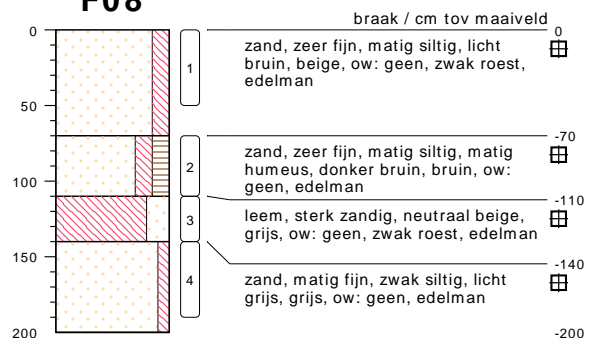 F08
braak / cm tov maaiveld
0
0
zand, zeer fijn, matig siltig, licht
bruin, beige, ow: geen, zwak roest,
edelman
1
50
-70
zand, zeer fijn, matig siltig, matig
humeus, donker bruin, bruin, ow:
geen, edelman
2
100
-110
leem, sterk zandig, neutraal beige,
grijs, ow: geen, zwak roest, edelman
3
150
-140
zand, matig fijn, zwak siltig, licht
grijs, grijs, ow: geen, edelman
4
200
-200